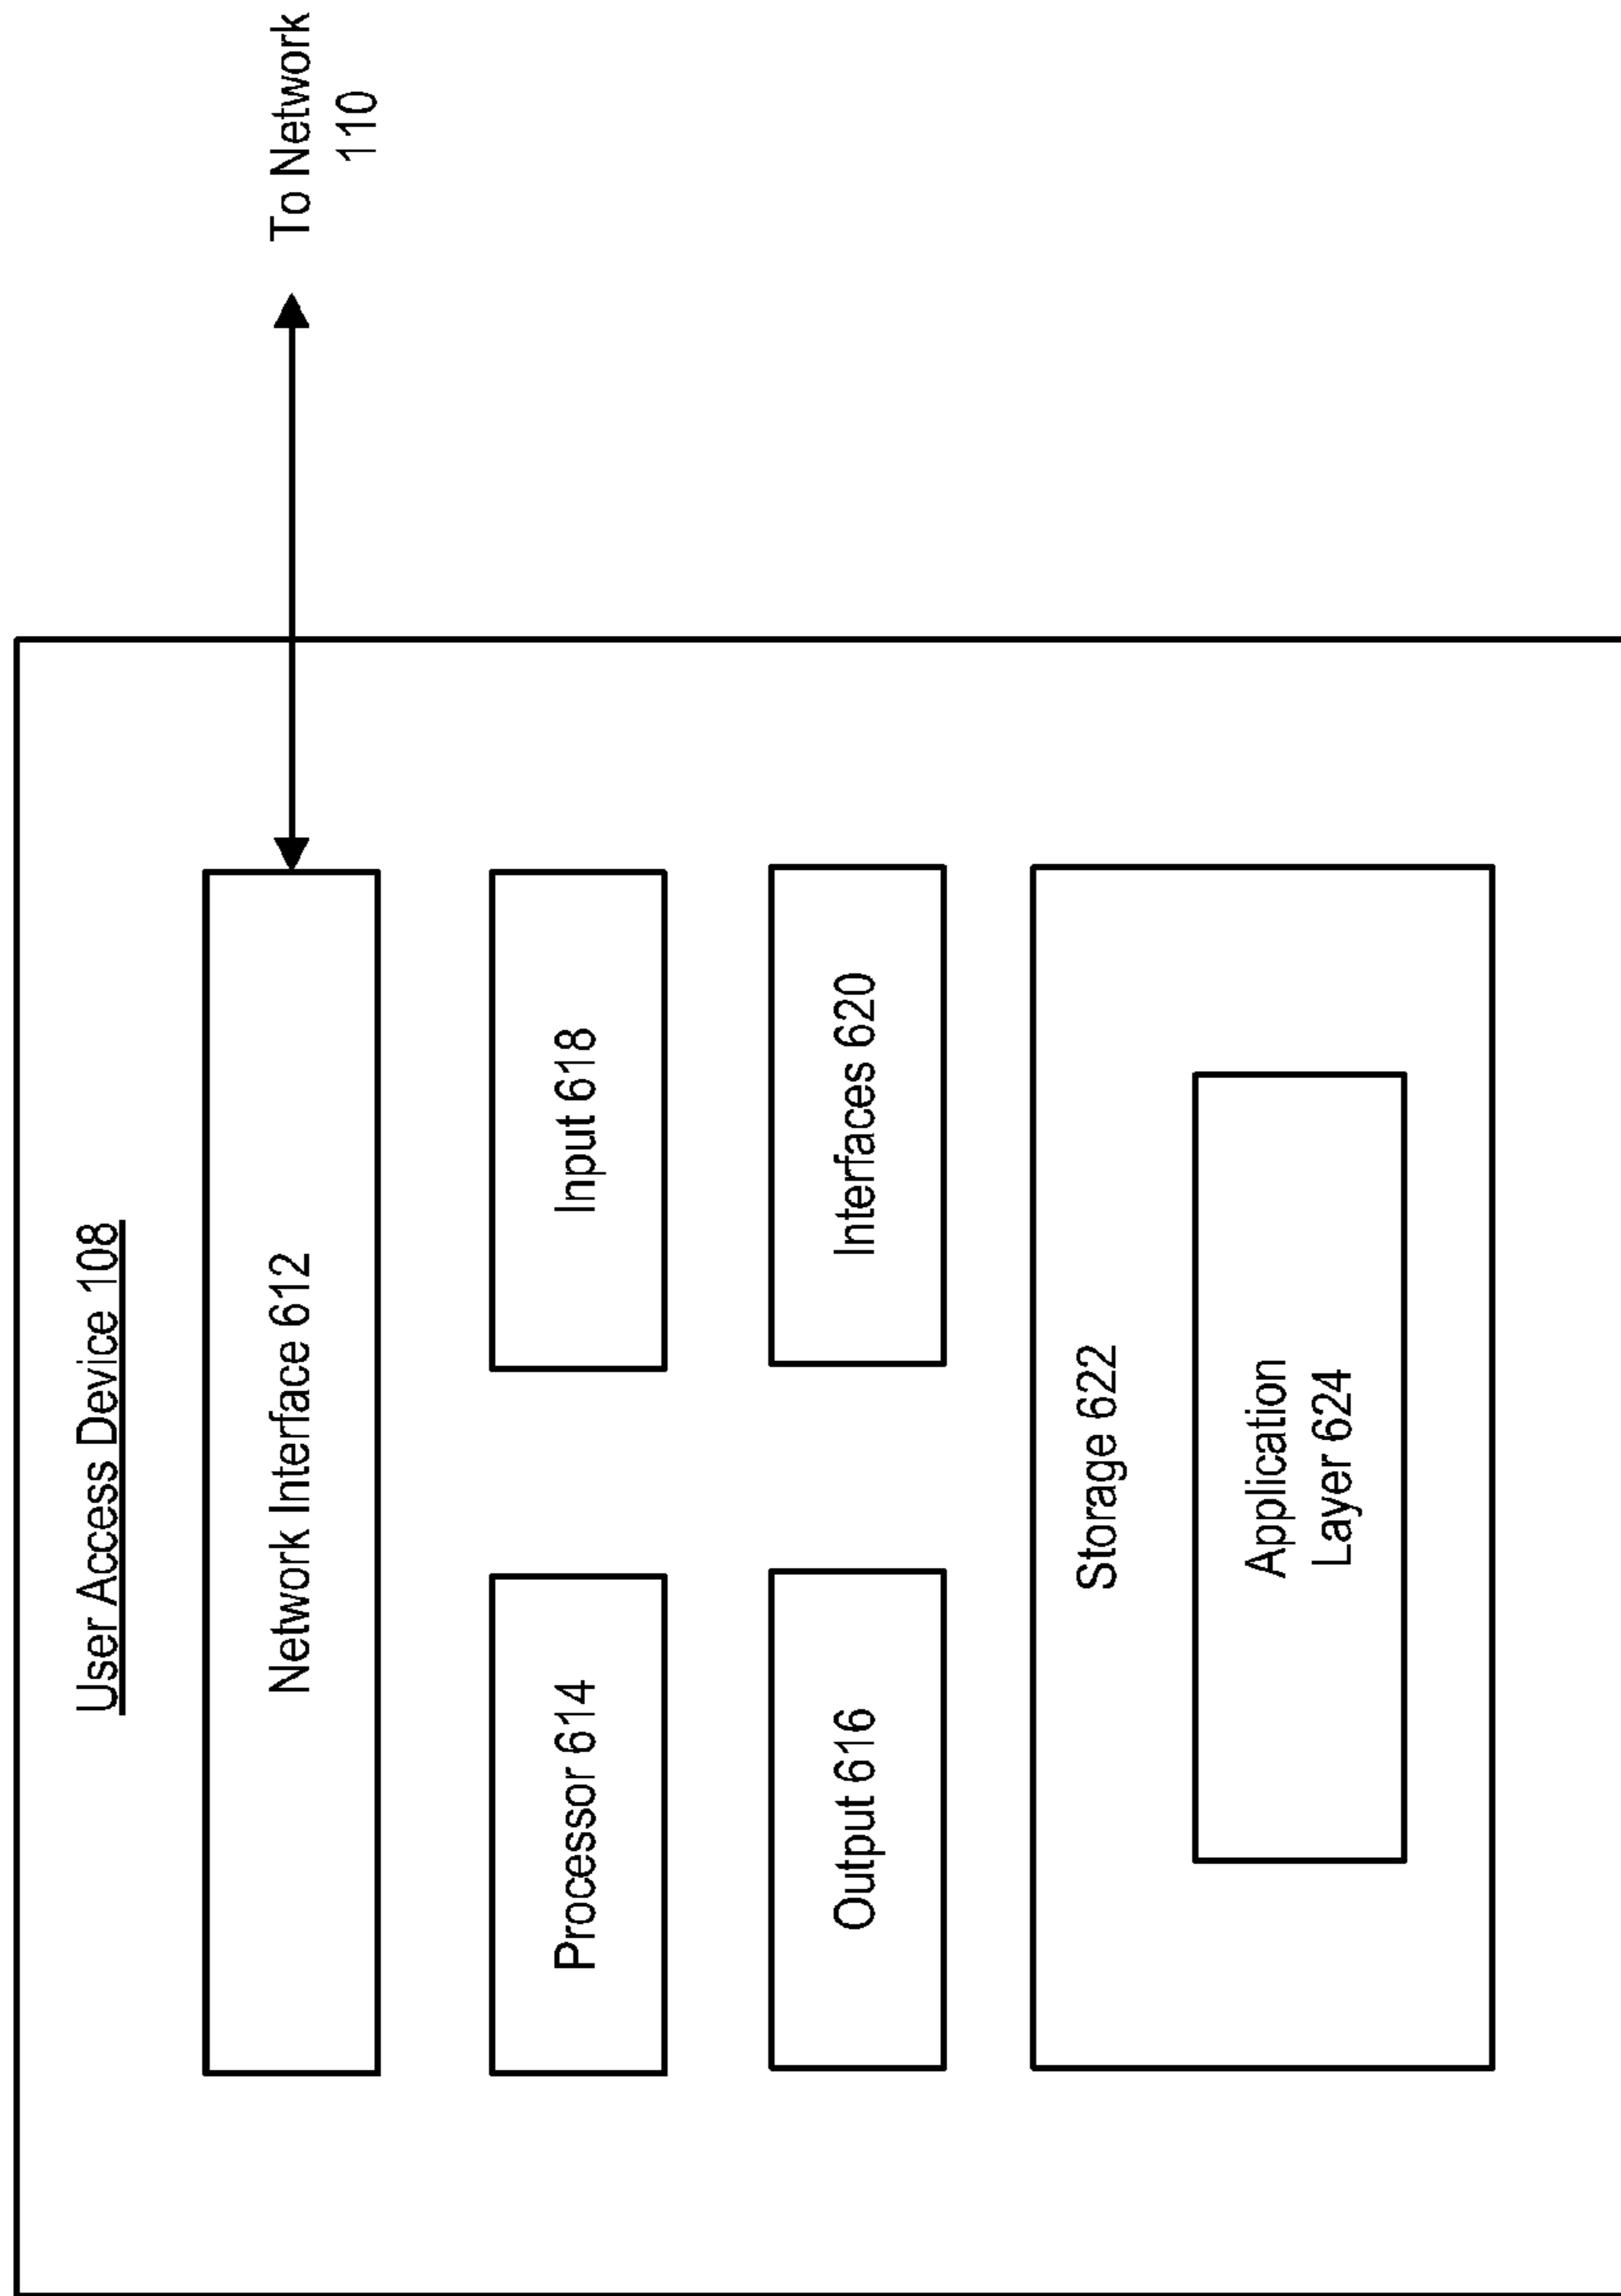 User Access Device 108
Network Interface 612
To Network
110
Processor 614
Input 618
Output 616
Interfaces 620
Storage 622
Application
Layer 624